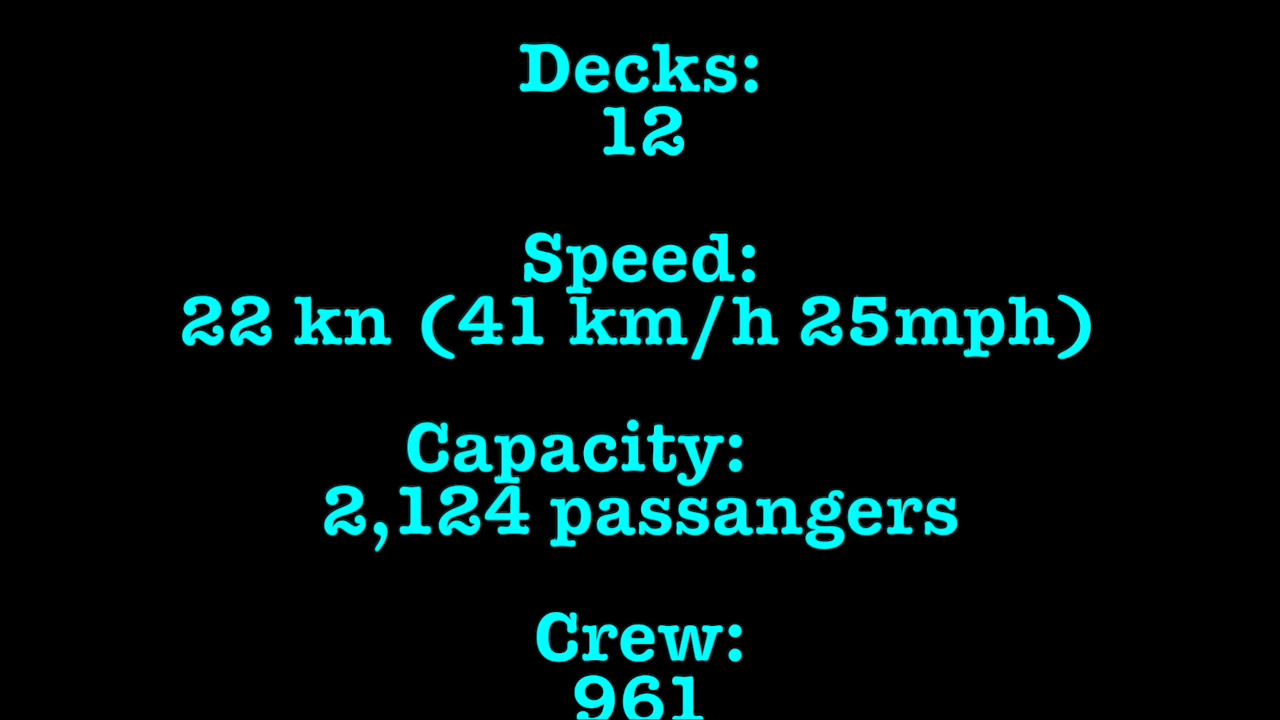 Decks:
12
Speed:
22 kn (41 km/h 25mph)
Capacity:
2,124 passangers
Crew:
961